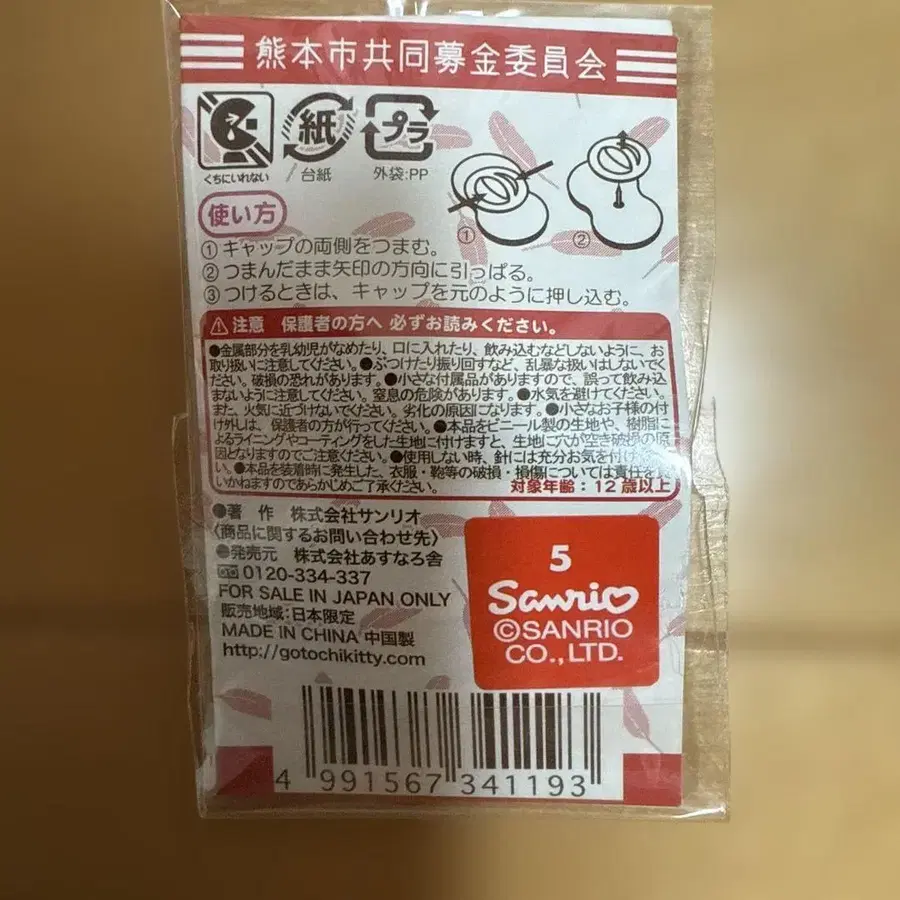 熊本市共同募金委員会
くちにいれない
紙
台紙
プラ
外袋:PP
使い方
① ②
①キャップの両側をつまむ。
②つまんだまま矢印の方向に引っぱる。
③つけるときは、キャップを元のように押し込む。
⚠注意 保護者の方へ 必ずお読みください。
●金属部分を乳幼児がなめたり、口に入れたり、飲み込むなどしないように、お
取り扱いに注意してください。●ぶつけたり振り回すなど、乱暴な扱いはしないでく
ださい。破損の恐れがあります。●小さな付属品がありますので、誤って飲み込
まないように注意してください。窒息の危険があります。●水気を避けてください。
また、火気に近づけないでください。劣化の原因になります。●小さなお子様の付
け外しは、保護者の方が行ってください。●本品をビニール製の生地や、樹脂に
よるライニングやコーティングをした生地に付けますと、生地に穴が空き破損の原
因となりますのでご注意ください。●使用しない時、針には充分お気を付け
●本品を装着時に発生した、衣服・鞄等の破損・損傷については責任を
いかねますのであらかじめご了承ください。
対象年齢:12歳以上
●著 作 株式会社サンリオ
〈商品に関するお問い合わせ先〉
●発売元 株式会社あすなろ舎
0120-334-337
FOR SALE IN JAPAN ONLY
販売地域:日本限定
MADE IN CHINA 中国製
http://gotochikitty.com
5
Sanrio
©SANRIO
CO.,LTD.
4 991567 341193